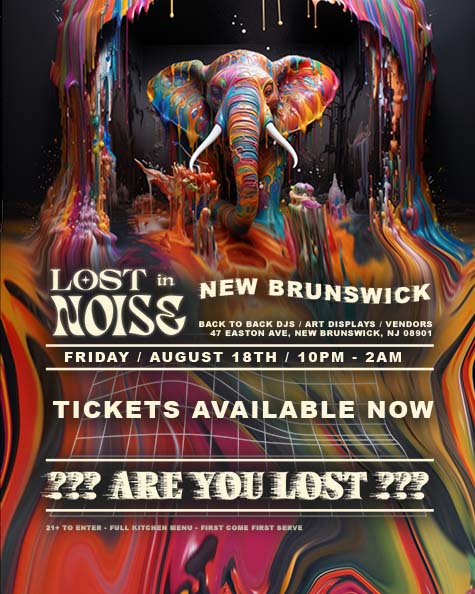 LOST in
NOISE
NEW BRUNSWICK
BACK TO BACK DJS / ART DISPLAYS / VENDORS
47 EASTON AVE, NEW BRUNSWICK, NJ 08901
FRIDAY / AUGUST 18TH / 10PM - 2AM
TICKETS AVAILABLE NOW
??? ARE YOU LOST ???
21+ TO ENTER - FULL KITCHEN MENU - FIRST COME FIRST SERVE